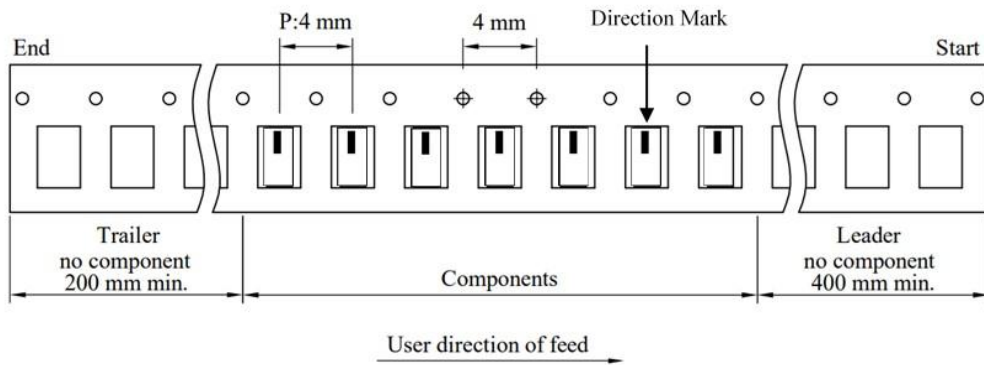 P:4 mm
4 mm
Direction Mark
End
Start
Trailer
no component
200 mm min.
Components
Leader
no component
400 mm min.
User direction of feed